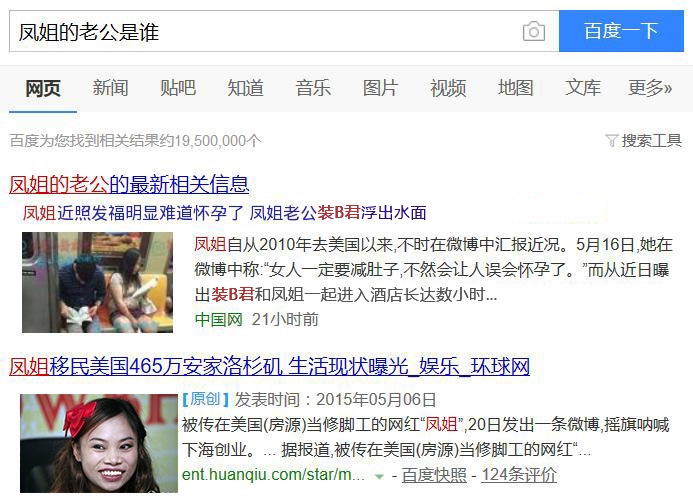 凤姐的老公是谁 百度一下
网页 新闻 贴吧 知道 音乐 图片 视频 地图 文库 更多»
百度为您找到相关结果约19,500,000个 搜索工具
凤姐的老公的最新相关信息
凤姐近照发福明显难道怀孕了 凤姐老公装B君浮出水面
凤姐自从2010年去美国以来,不时在微博中汇报近况。5月16日,她在
微博中称:“女人一定要减肚子,不然会让人误会怀孕了。”而从近日曝
出装B君和凤姐一起进入酒店长达数小时...
中国网 21小时前
凤姐移民美国465万安家洛杉矶 生活现状曝光_娱乐_环球网
[原创] 发表时间：2015年05月06日
被传在美国(房源)当修脚工的网红“凤姐”,20日发出一条微博,摇旗呐喊
下海创业。... 据报道,被传在美国(房源)当修脚工的网红“...
ent.huanqiu.com/star/m... - 百度快照 - 124条评价